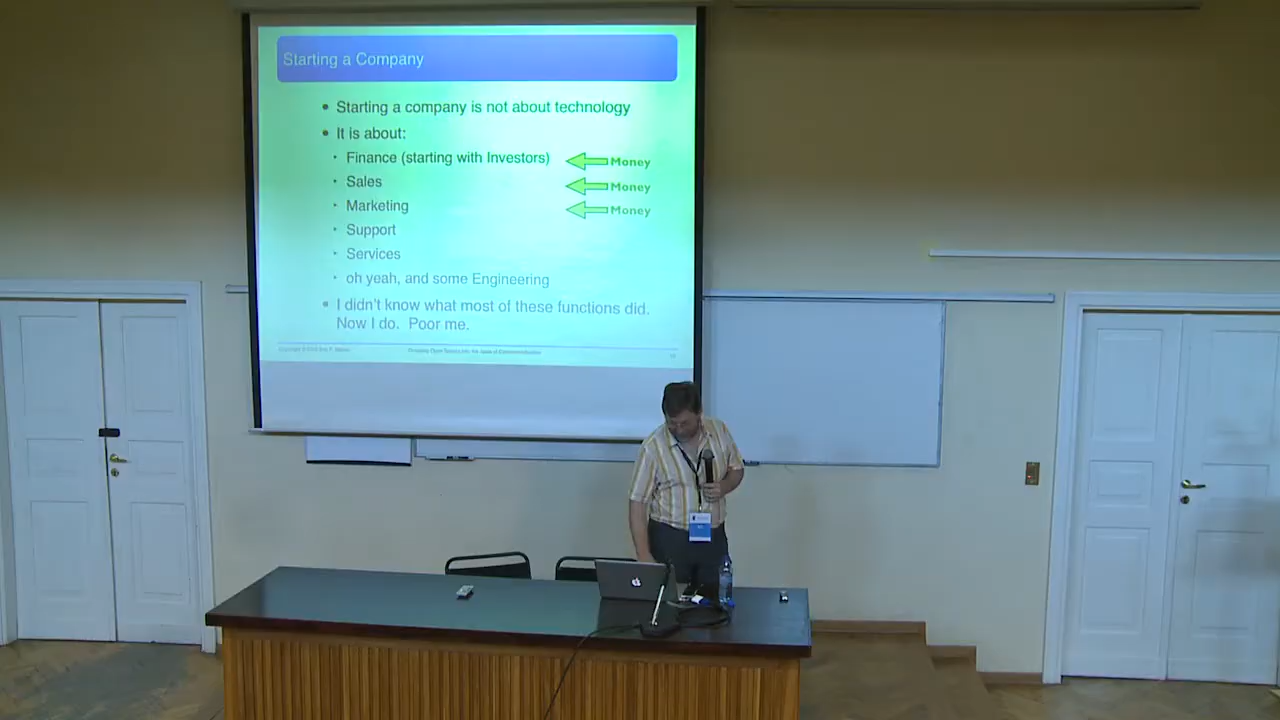 Starting a Company
• Starting a company is not about technology
• It is about:
• Finance (starting with Investors)
Money
• Sales
Money
• Marketing
Money
• Support
• Services
• oh yeah, and some Engineering
• I didn't know what most of these functions did.
Now I do. Poor me.